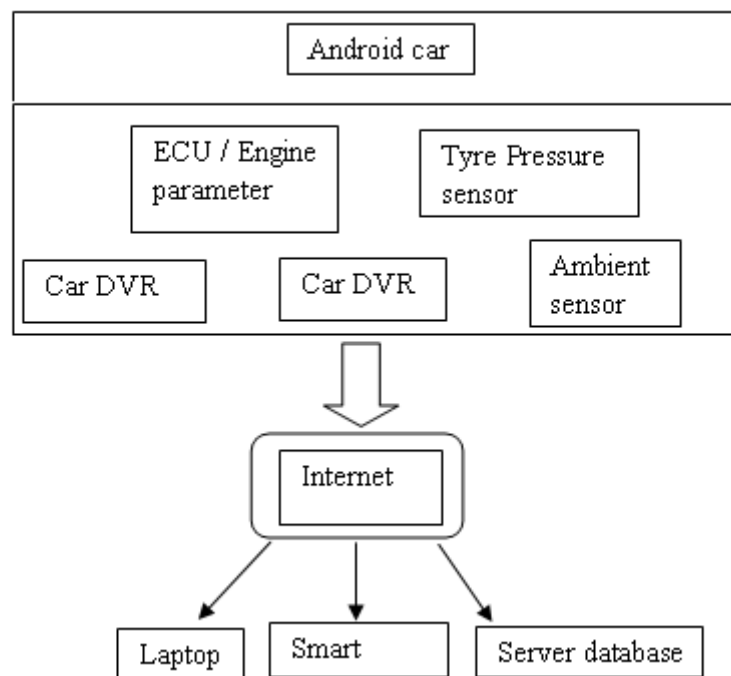 Android car
ECU / Engine
parameter
Tyre Pressure
sensor
Car DVR
Car DVR
Ambient
sensor
Internet
Laptop
Smart
Server database